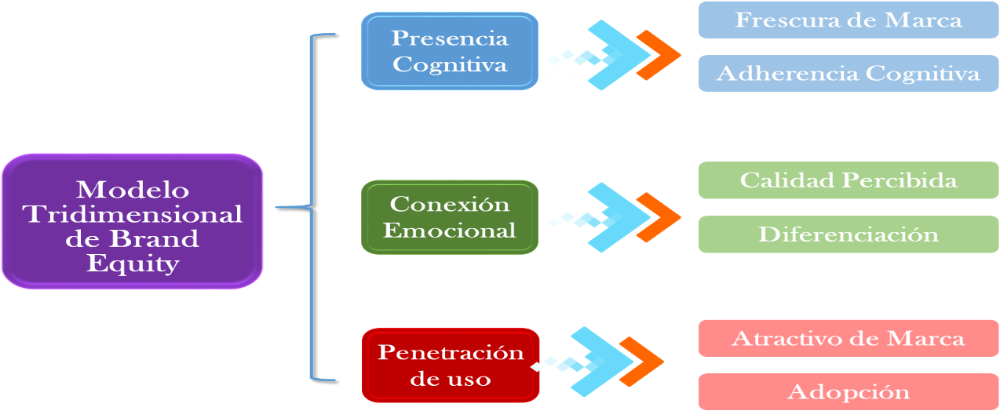 Modelo
Tridimensional
de Brand
Equity
Presencia
Cognitiva
Frescura de Marca
Adherencia Cognitiva
Conexión
Emocional
Calidad Percibida
Diferenciación
Penetración
de uso
Atractivo de Marca
Adopción